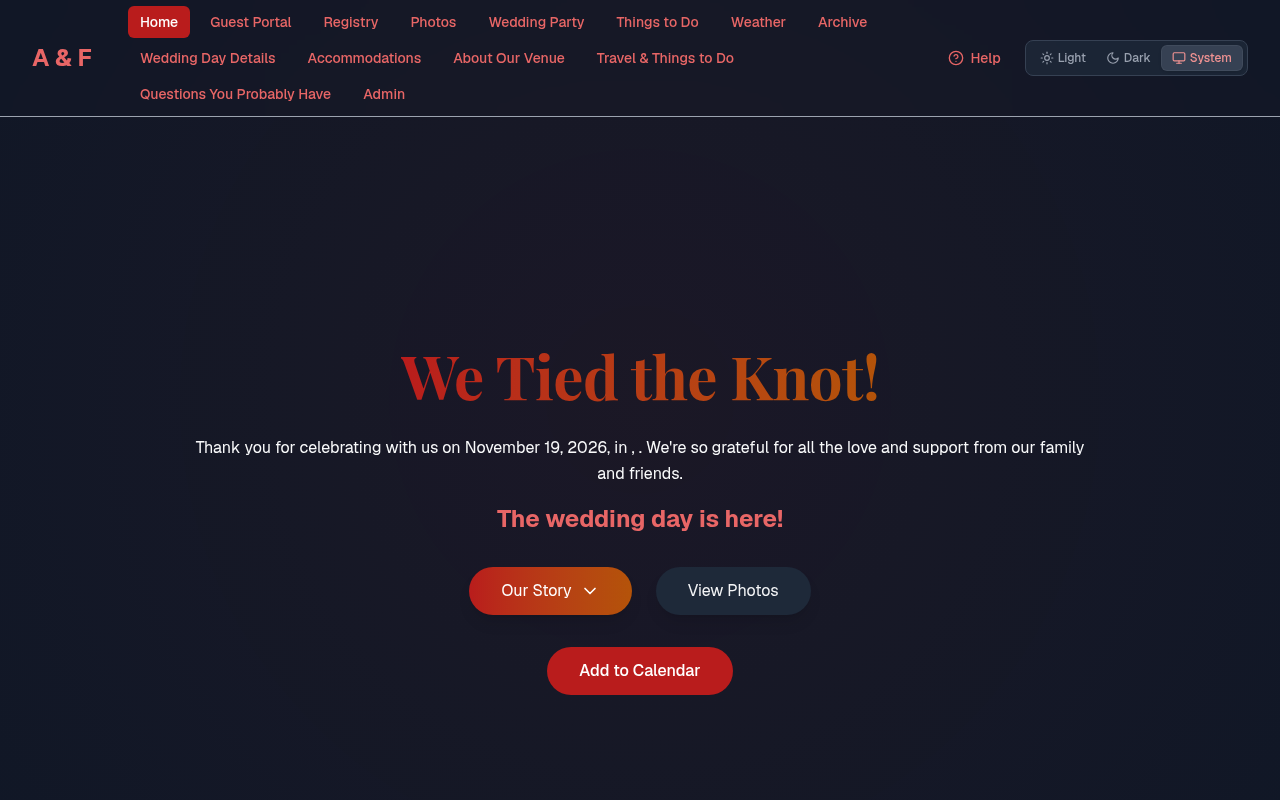 A & F
Home Guest Portal Registry Photos Wedding Party Things to Do Weather Archive
Wedding Day Details Accommodations About Our Venue Travel & Things to Do
Questions You Probably Have Admin
Help
Light Dark System
We Tied the Knot!
Thank you for celebrating with us on November 19, 2026, in , . We're so grateful for all the love and support from our family
and friends.
The wedding day is here!
Our Story
View Photos
Add to Calendar